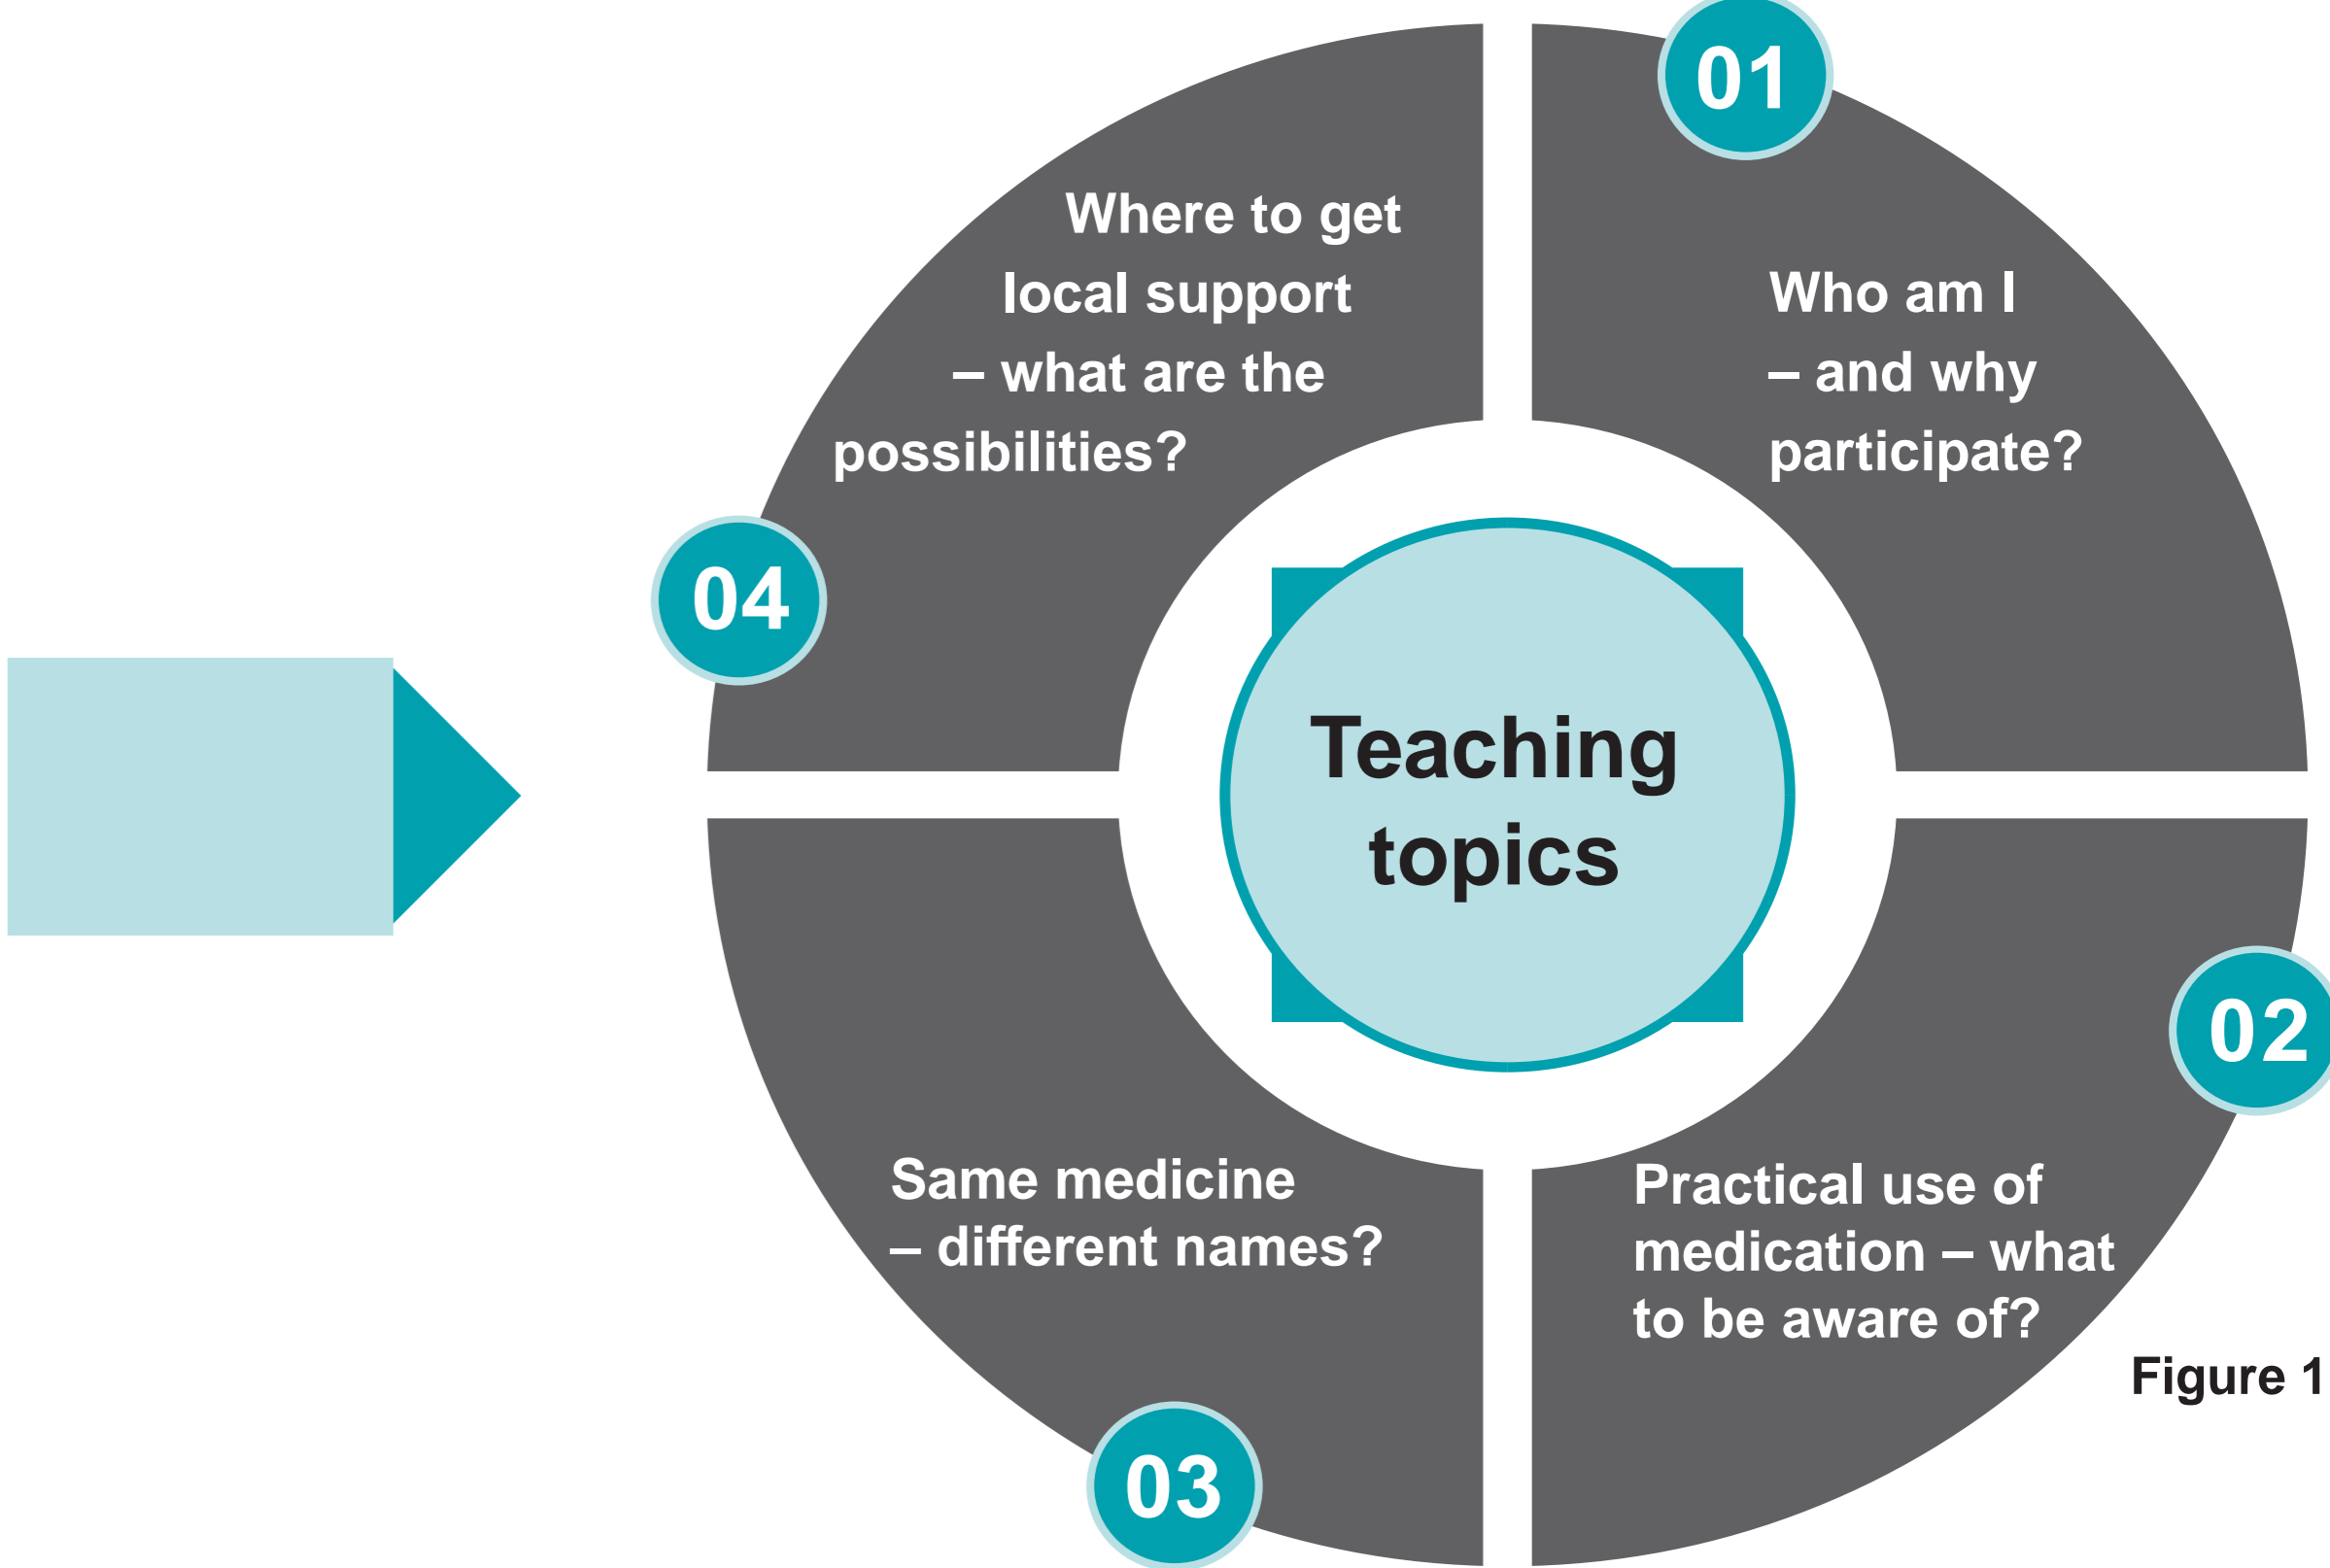 01
Who am I
– and why
participate?
02
Practical use of
medication – what
to be aware of?
03
Same medicine
– different names?
04
Where to get
local support
– what are the
possibilities?
Teaching
topics
Figure 1